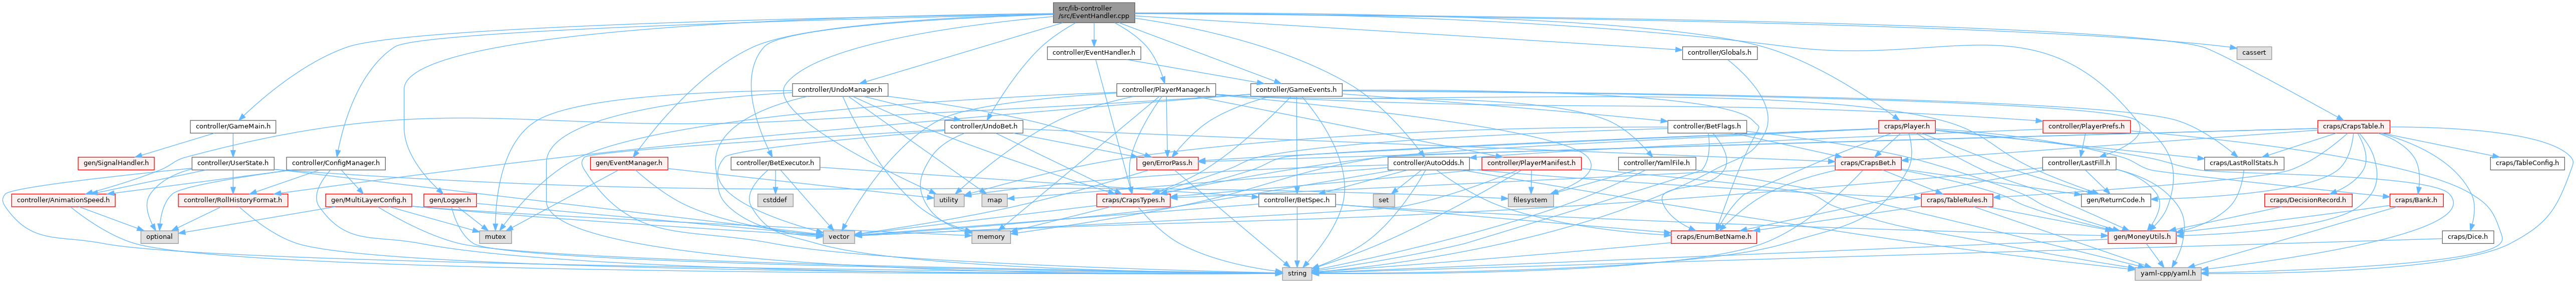 src/lib-controller
/src/EventHandler.cpp
controller/EventHandler.h
controller/Globals.h
cassert
controller/UndoManager.h
controller/PlayerManager.h
controller/GameEvents.h
controller/GameMain.h
controller/UndoBet.h
controller/BetFlags.h
craps/Player.h
controller/PlayerPrefs.h
craps/CrapsTable.h
gen/SignalHandler.h
controller/UserState.h
controller/ConfigManager.h
gen/EventManager.h
controller/BetExecutor.h
gen/ErrorPass.h
controller/AutoOdds.h
controller/PlayerManifest.h
controller/YamlFile.h
craps/CrapsBet.h
controller/LastFill.h
craps/LastRollStats.h
craps/TableConfig.h
controller/AnimationSpeed.h
controller/RollHistoryFormat.h
gen/MultiLayerConfig.h
gen/Logger.h
cstddef
utility
map
craps/CrapsTypes.h
controller/BetSpec.h
set
filesystem
craps/TableRules.h
gen/ReturnCode.h
craps/DecisionRecord.h
craps/Bank.h
optional
mutex
vector
memory
craps/EnumBetName.h
gen/MoneyUtils.h
craps/Dice.h
string
yaml-cpp/yaml.h